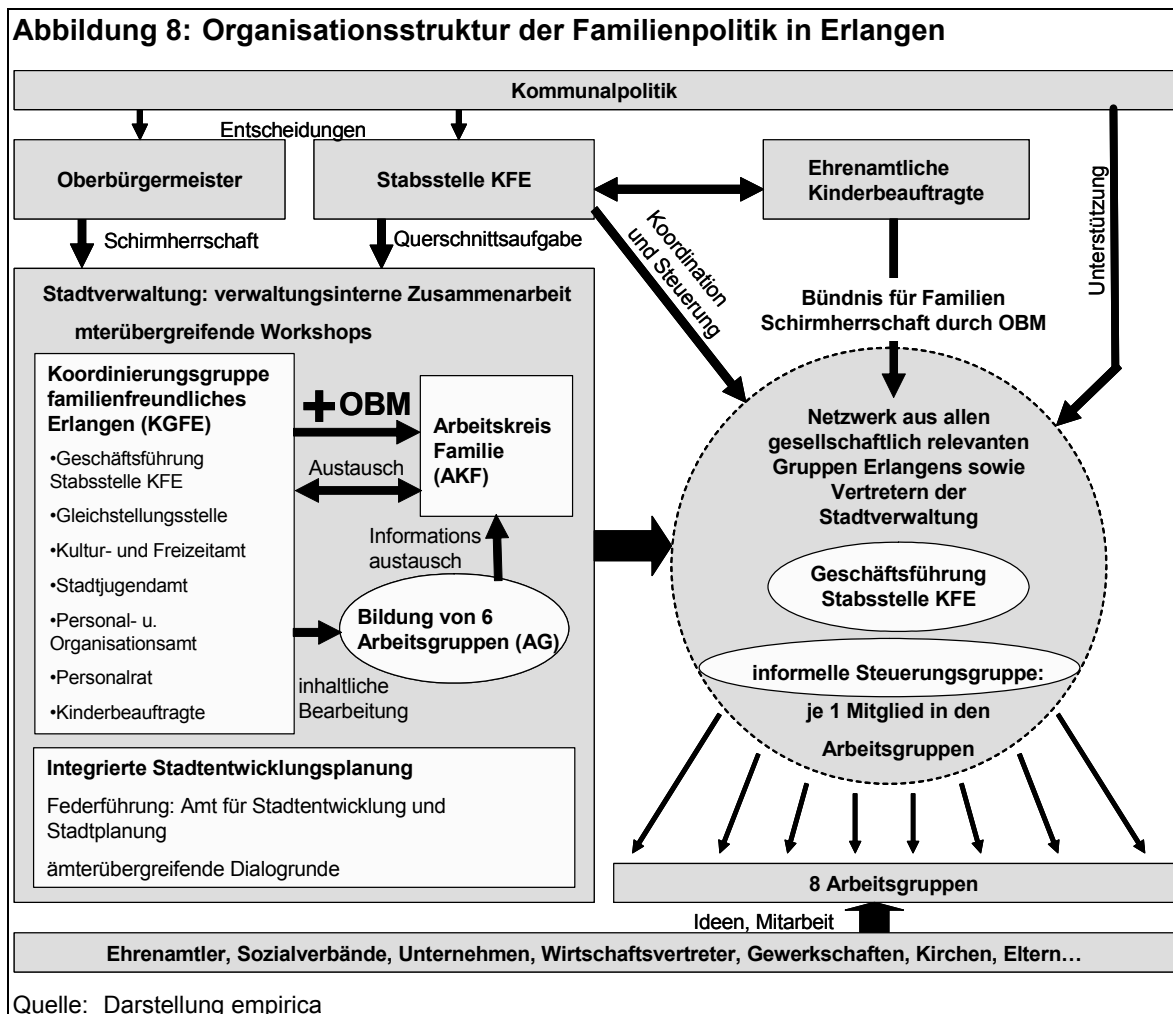 Abbildung 8: Organisationsstruktur der Familienpolitik in Erlangen
Kommunalpolitik
Entscheidungen
Oberbürgermeister
Stabsstelle KFE
Ehrenamtliche
Kinderbeauftragte
Schirmherrschaft
Querschnittsaufgabe
Koordination
und Steuerung
Unterstützung
Bündnis für Familien
Schirmherrschaft durch OBM
Stadtverwaltung: verwaltungsinterne Zusammenarbeit
mterübergreifende Workshops
Koordinierungsgruppe
familienfreundliches
Erlangen (KGFE)
•Geschäftsführung
Stabsstelle KFE
•Gleichstellungsstelle
•Kultur- und Freizeitamt
•Stadtjugendamt
•Personal- u.
Organisationsamt
•Personalrat
•Kinderbeauftragte
+OBM
Austausch
Arbeitskreis
Familie
(AKF)
Informations
austausch
Bildung von 6
Arbeitsgruppen (AG)
inhaltliche
Bearbeitung
Integrierte Stadtentwicklungsplanung
Federführung: Amt für Stadtentwicklung und
Stadtplanung
ämterübergreifende Dialogrunde
Netzwerk aus allen
gesellschaftlich relevanten
Gruppen Erlangens sowie
Vertretern der
Stadtverwaltung
Geschäftsführung
Stabsstelle KFE
informelle Steuerungsgruppe:
je 1 Mitglied in den
Arbeitsgruppen
8 Arbeitsgruppen
Ideen, Mitarbeit
Ehrenamtler, Sozialverbände, Unternehmen, Wirtschaftsvertreter, Gewerkschaften, Kirchen, Eltern…
Quelle: Darstellung empirica